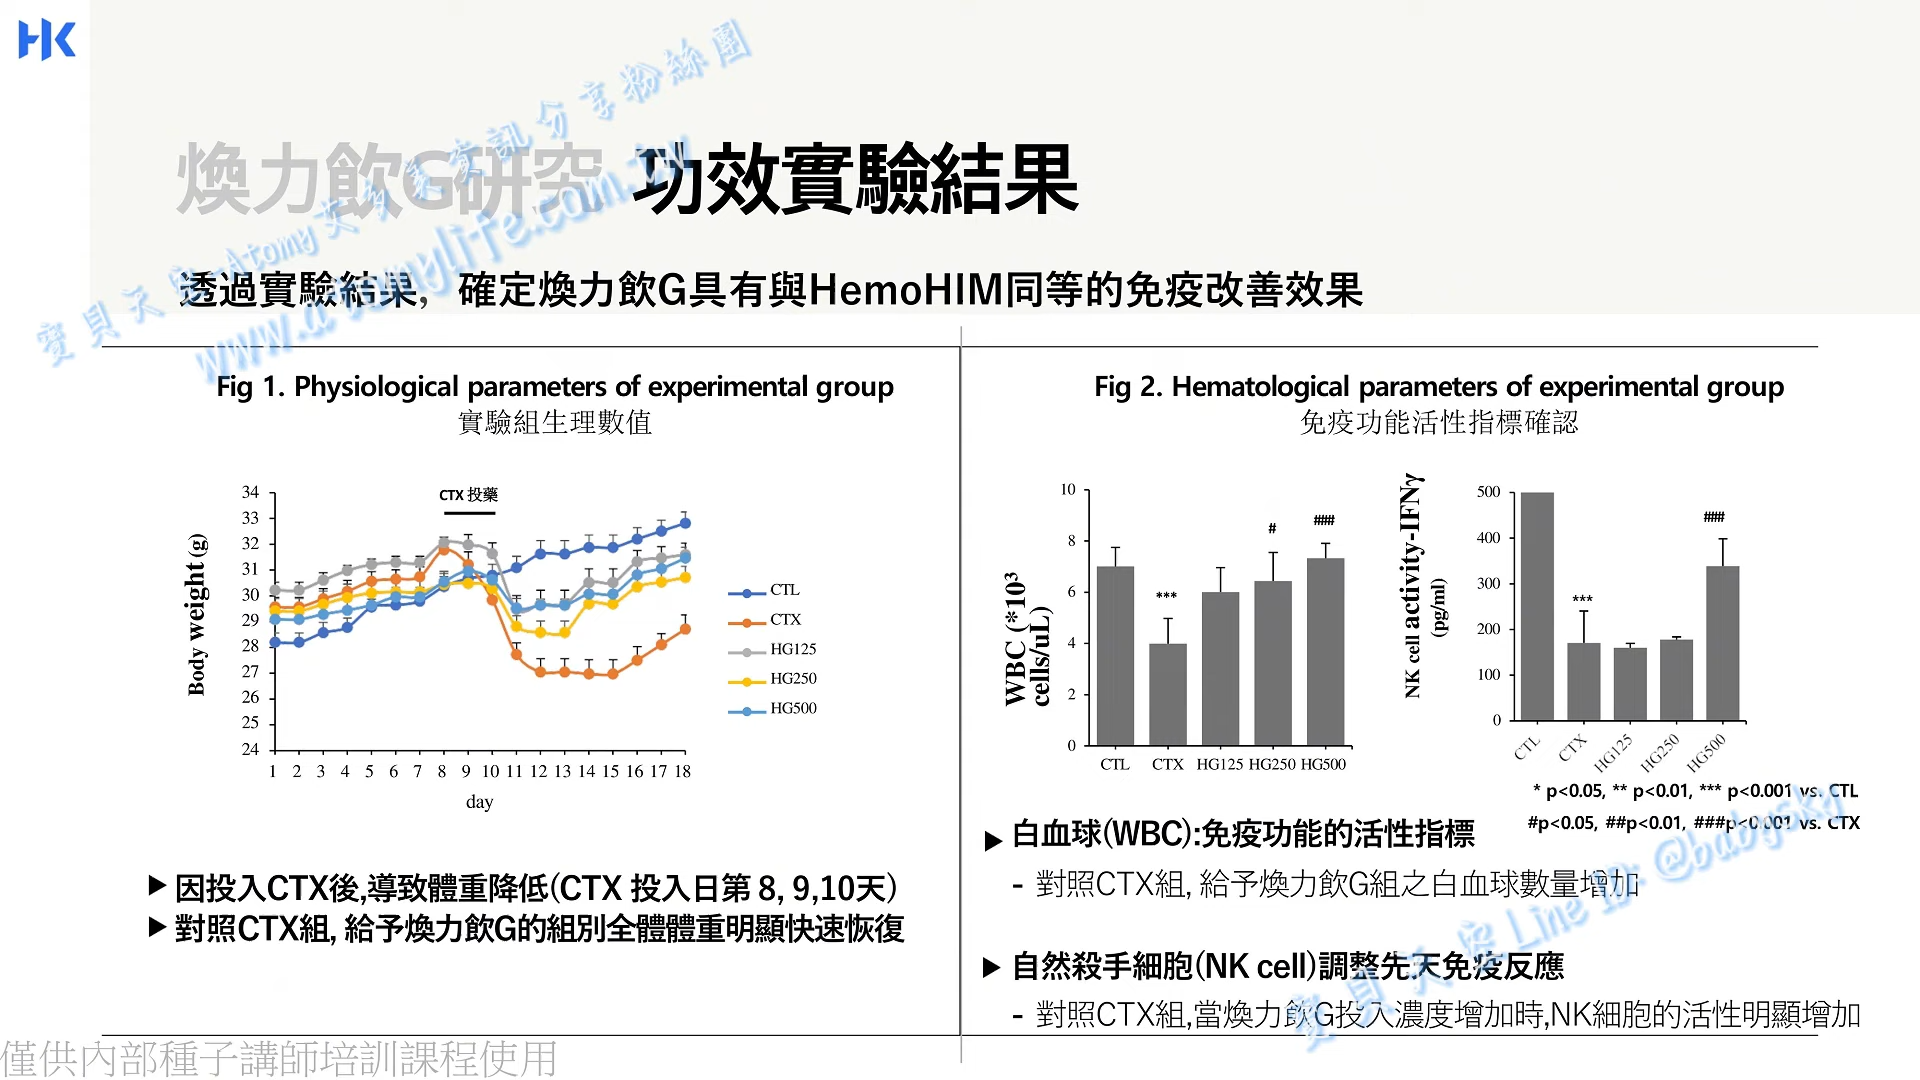 HK
煥力飲G研究 功效實驗結果
透過實驗結果, 確定煥力飲G具有與HemoHIM同等的免疫改善效果
Fig 1. Physiological parameters of experimental group
實驗組生理數值
CTX 投藥
Body weight (g)
34
33
32
31
30
29
28
27
26
25
24
1 2 3 4 5 6 7 8 9 10 11 12 13 14 15 16 17 18
day
CTL
CTX
HG125
HG250
HG500
▶因投入CTX後,導致體重降低(CTX 投入日第 8, 9,10天)
▶對照CTX組, 給予煥力飲G的組別全體體重明顯快速恢復
Fig 2. Hematological parameters of experimental group
免疫功能活性指標確認
WBC (*10³
cells/uL)
10
8
6
4
2
0
***
#
###
CTL CTX HG125 HG250 HG500
NK cell activity-IFNγ
(pg/ml)
500
400
300
200
100
0
***
###
CTL CTX HG125 HG250 HG500
* p<0.05, ** p<0.01, *** p<0.001 vs. CTL
#p<0.05, ##p<0.01, ###p<0.001 vs. CTX
▶ 白血球(WBC):免疫功能的活性指標
- 對照CTX組, 給予煥力飲G組之白血球數量增加
▶ 自然殺手細胞(NK cell)調整先天免疫反應
- 對照CTX組,當煥力飲G投入濃度增加時,NK細胞的活性明顯增加
僅供內部種子講師培訓課程使用
www.atomylife.com.tw
Line ID: @babysky